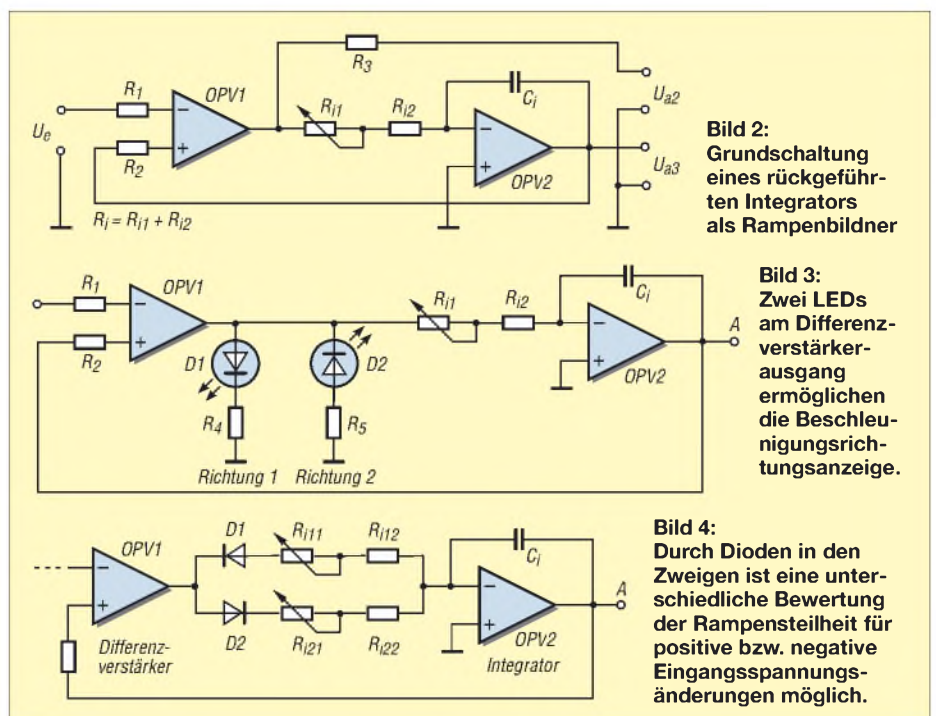 R₃
R₁ OPV1 Rᵢ₁ Rᵢ₂ Cᵢ Uₐ₂
Uₑ − −
R₂ + + OPV2 Uₐ₃
Rᵢ = Rᵢ₁ + Rᵢ₂
Bild 2:
Grundschaltung
eines rückgeführ-
ten Integrators
als Rampenbildner
R₁ OPV1 Rᵢ₁ Rᵢ₂ Cᵢ A
− −
R₂ + D1 D2 + OPV2
R₄ R₅
Richtung 1 Richtung 2
Bild 3:
Zwei LEDs
am Differenz-
verstärker-
ausgang
ermöglichen
die Beschleu-
nigungsrich-
tungsanzeige.
OPV1 D1 Rᵢ₁₁ Rᵢ₁₂ Cᵢ A
− −
+ D2 Rᵢ₂₁ Rᵢ₂₂ + OPV2
Differenz-
verstärker
Integrator
Bild 4:
Durch Dioden in den
Zweigen ist eine unter-
schiedliche Bewertung
der Rampensteilheit für
positive bzw. negative
Eingangsspannungs-
änderungen möglich.